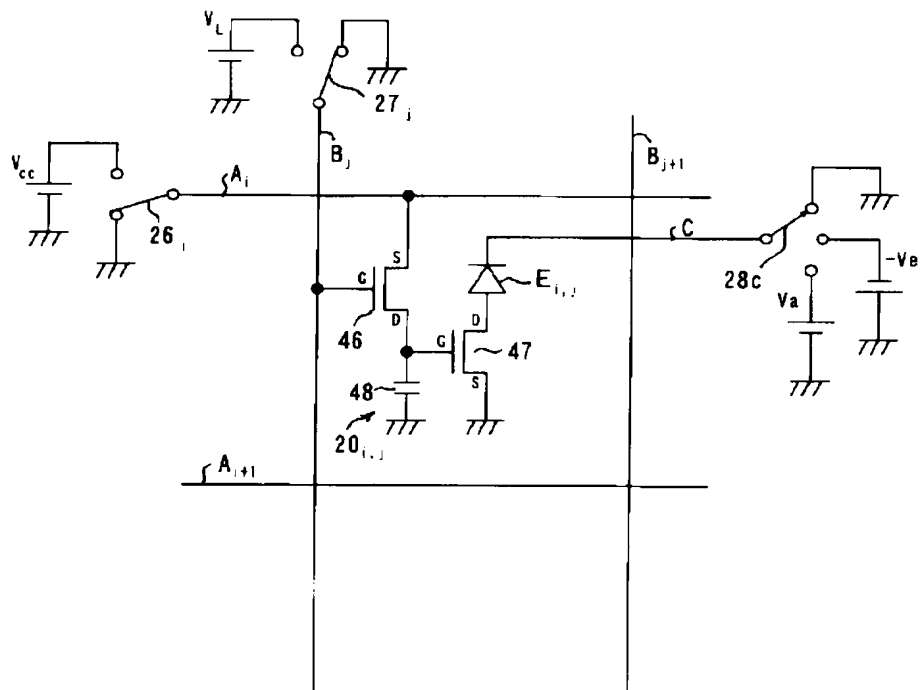 V_L
27_j
V_cc
A_i
B_j
B_j+1
26_i
S
C
28c
-Ve
G
E_i,j
Va
46
D
D
G
47
48
S
20_i,j
A_i+1